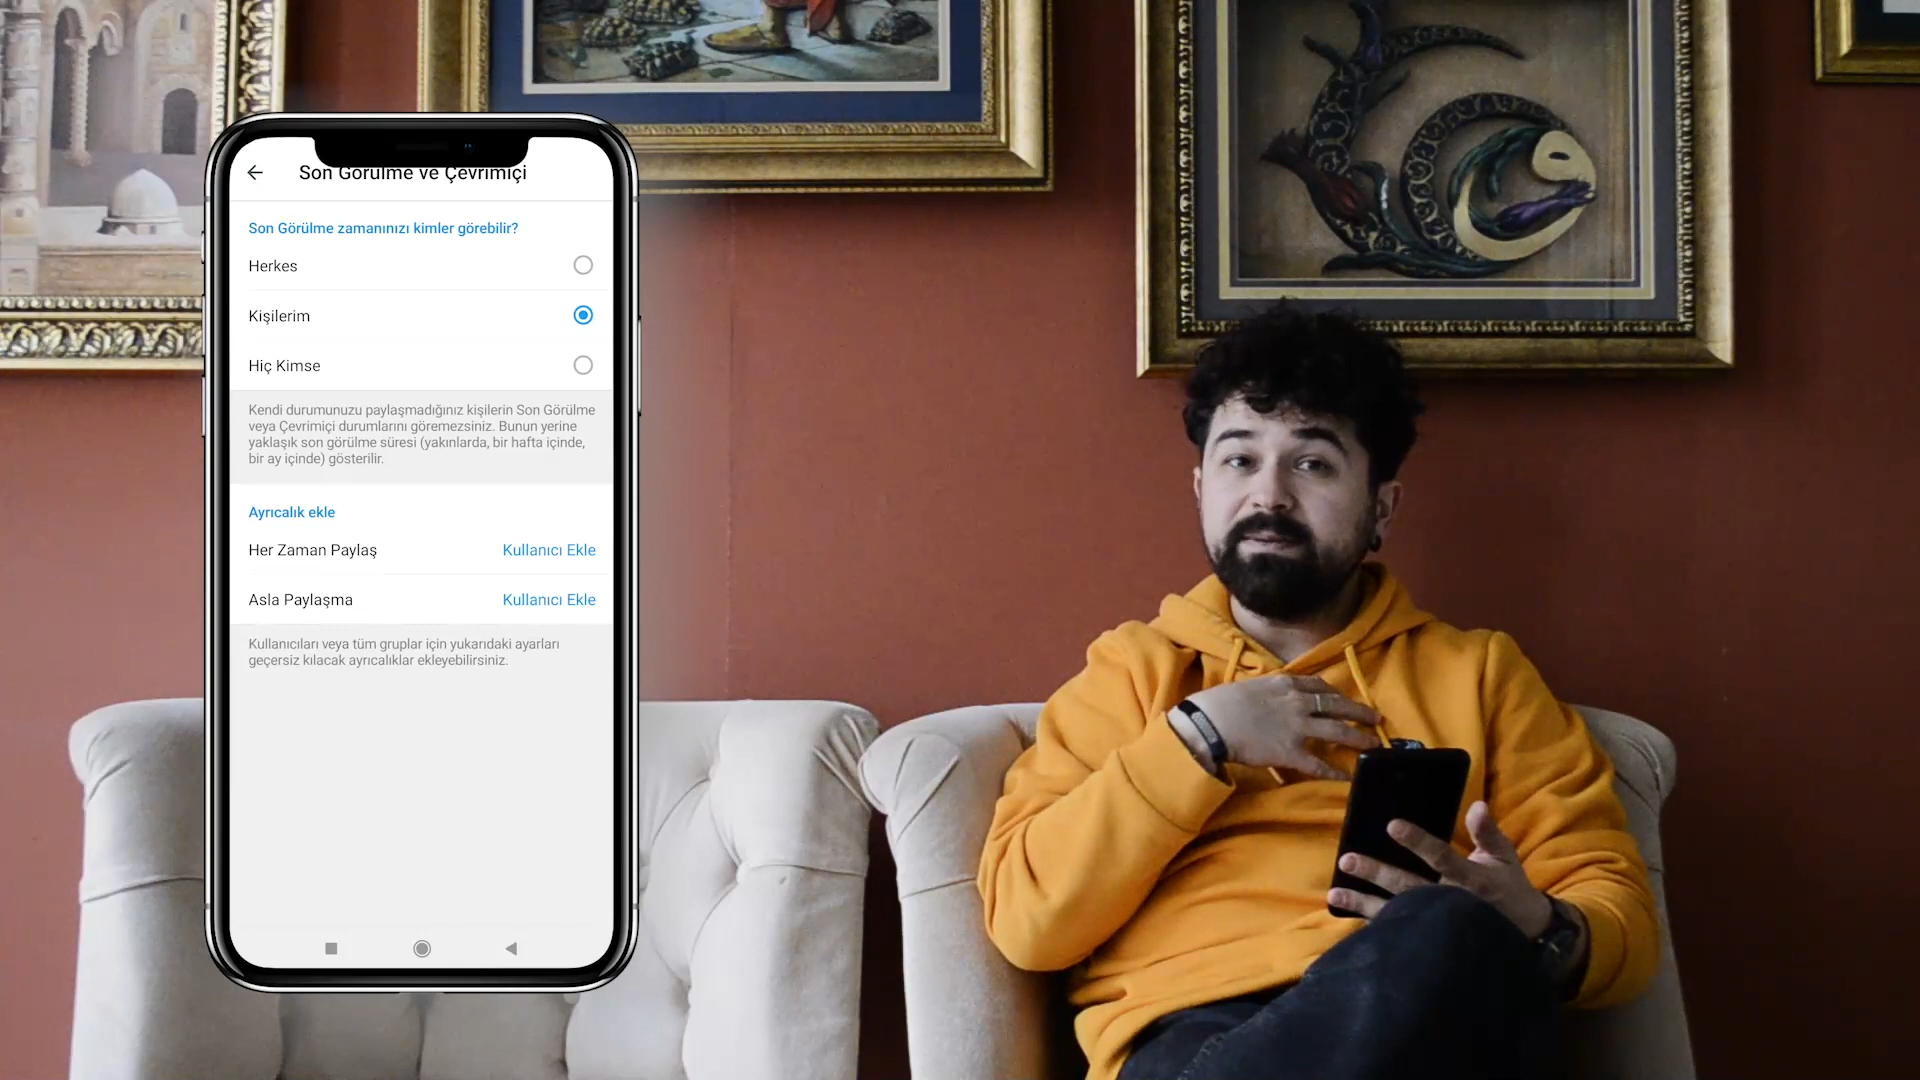 Son Görülme ve Çevrimiçi
Son Görülme zamanınızı kimler görebilir?
Herkes
Kişilerim
Hiç Kimse
Kendi durumunuzu paylaşmadığınız kişilerin Son Görülme
veya Çevrimiçi durumlarını göremezsiniz. Bunun yerine
yaklaşık son görülme süresi (yakınlarda, bir hafta içinde,
bir ay içinde) gösterilir.
Ayrıcalık ekle
Her Zaman Paylaş Kullanıcı Ekle
Asla Paylaşma Kullanıcı Ekle
Kullanıcıları veya tüm gruplar için yukarıdaki ayarları
geçersiz kılacak ayrıcalıklar ekleyebilirsiniz.